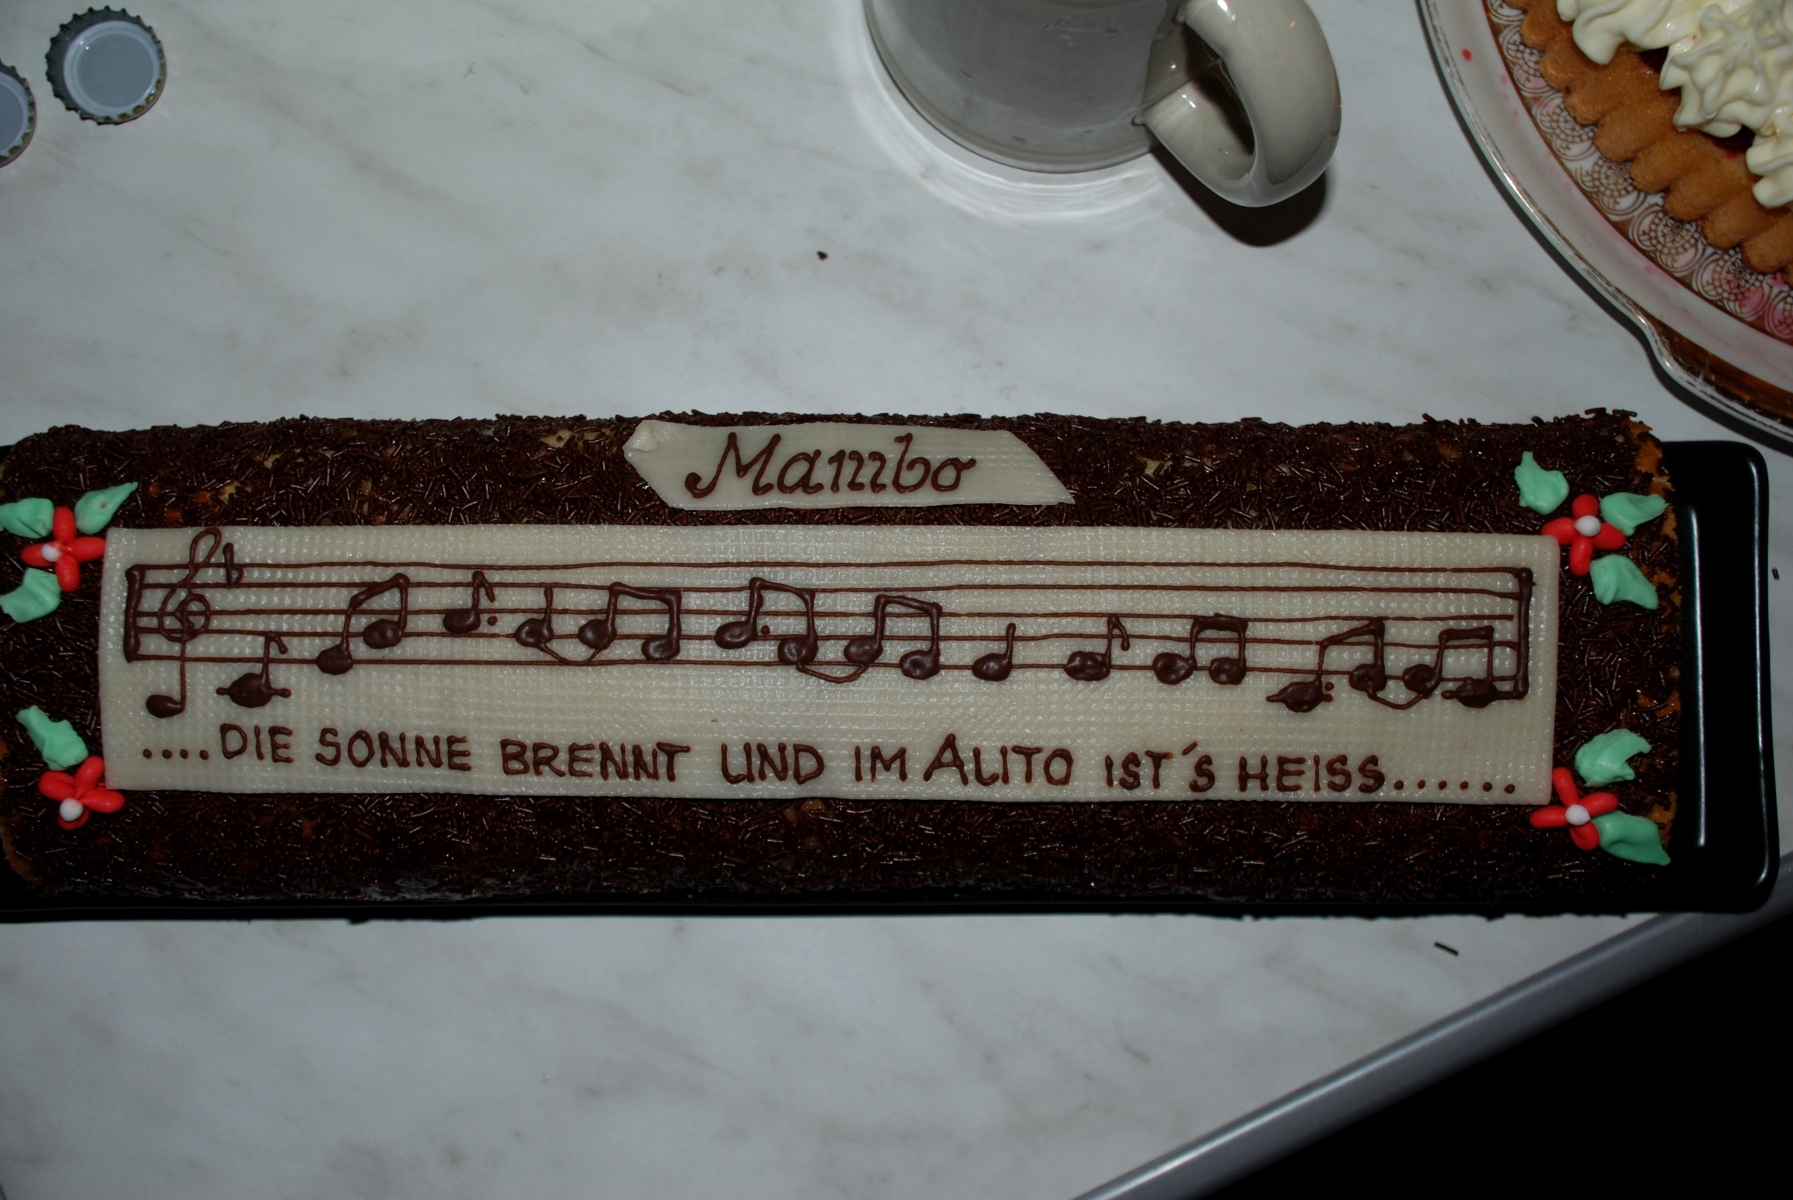 Mambo
....DIE SONNE BRENNT UND IM AUTO IST´S HEISS......